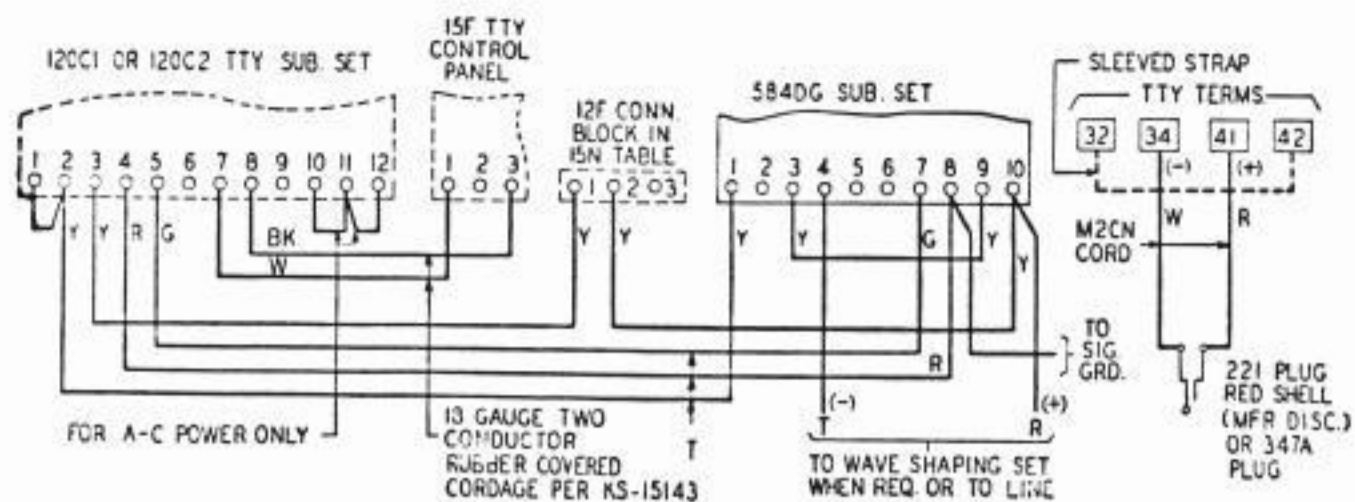 120C1 OR 120C2 TTY SUB. SET
1 2 3 4 5 6 7 8 9 10 11 12
15F TTY
CONTROL
PANEL
1 2 3
12F CONN.
BLOCK IN
15N TABLE
1 2 3
584DG SUB. SET
1 2 3 4 5 6 7 8 9 10
SLEEVED STRAP
TTY TERMS
32 34 41 42
(-) (+)
W R
M2CN
CORD
Y Y R G
BK
W
Y Y
Y Y G Y Y
R
TO
SIG.
GRD.
221 PLUG
RED SHELL
(MFR DISC.)
OR 347A
PLUG
FOR A-C POWER ONLY
13 GAUGE TWO
CONDUCTOR
RUBBER COVERED
CORDAGE PER KS-15143
T
(-) (+)
T R
TO WAVE SHAPING SET
WHEN REQ. OR TO LINE